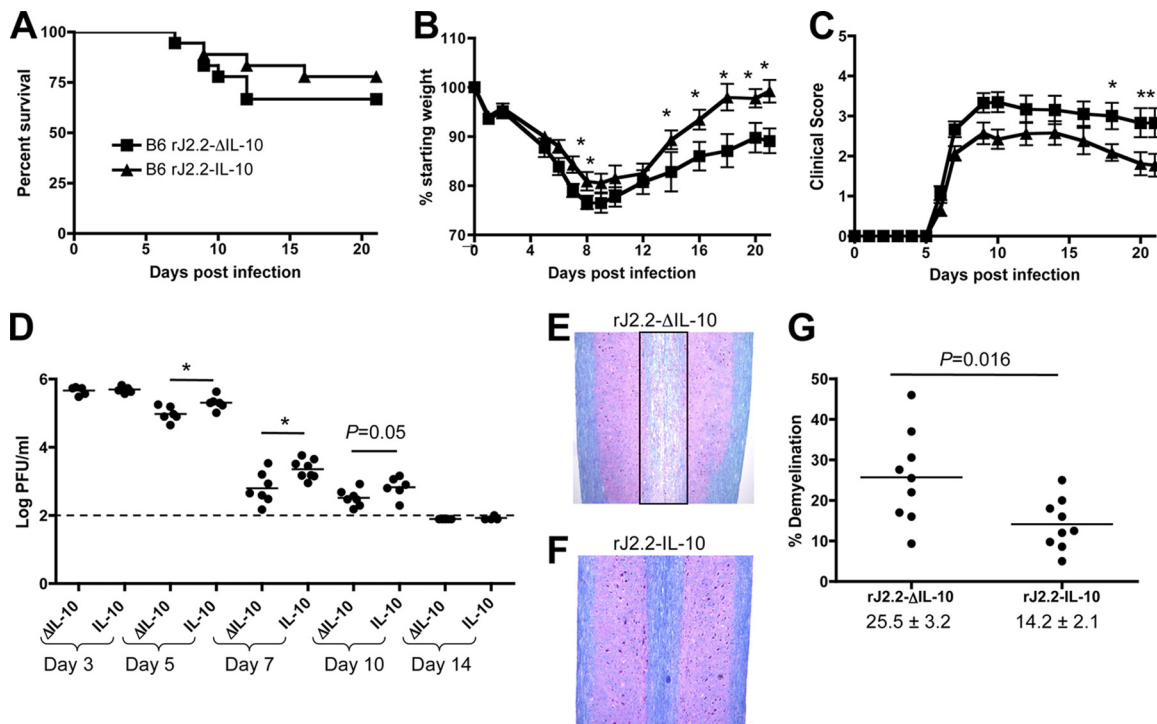 A
100
75
50
25
0
Percent survival
B6 rJ2.2-ΔIL-10
B6 rJ2.2-IL-10
0 5 10 15 20
Days post infection
B
110
100
90
80
70
% starting weight
* * * * * * * *
0 4 8 12 16 20
Days post infection
C
5
4
3
2
1
0
Clinical Score
* **
0 5 10 15 20
Days post infection
D
6
4
2
0
Log PFU/ml
* * P=0.05
ΔIL-10 IL-10 ΔIL-10 IL-10 ΔIL-10 IL-10 ΔIL-10 IL-10 ΔIL-10 IL-10
Day 3 Day 5 Day 7 Day 10 Day 14
E
rJ2.2-ΔIL-10
F
rJ2.2-IL-10
G
P=0.016
50
40
30
20
10
0
% Demyelination
rJ2.2-ΔIL-10 rJ2.2-IL-10
25.5 ± 3.2 14.2 ± 2.1